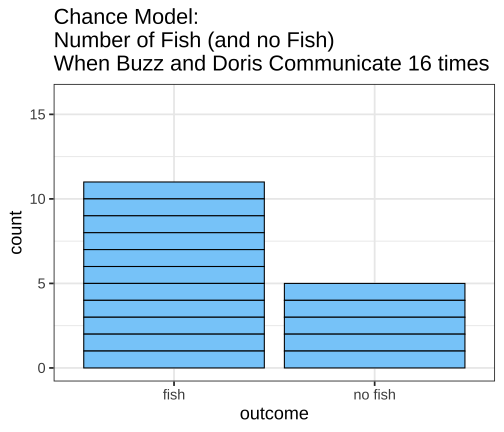 Chance Model:
Number of Fish (and no Fish)
When Buzz and Doris Communicate 16 times
15
10
5
0
count
fish
no fish
outcome